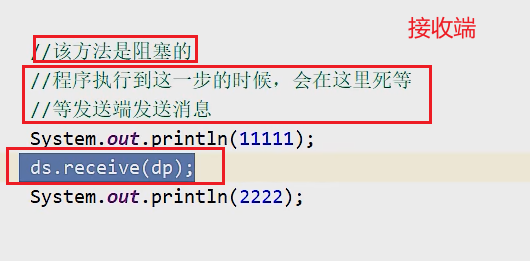 接收端
//该方法是阻塞的
//程序执行到这一步的时候，会在这里死等
//等发送端发送消息
System.out.println(11111);
ds.receive(dp);
System.out.println(2222);